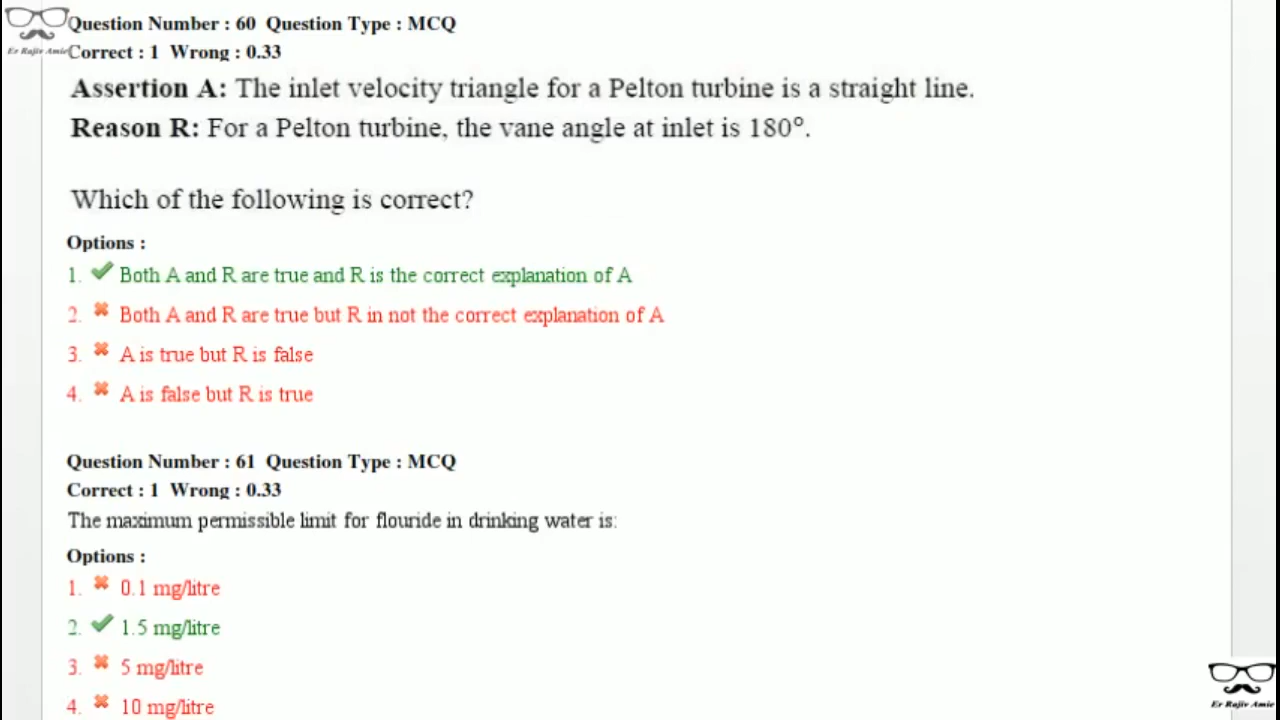 Question Number : 60 Question Type : MCQ
Er Rajiv Amie
Correct : 1 Wrong : 0.33
Assertion A: The inlet velocity triangle for a Pelton turbine is a straight line.
Reason R: For a Pelton turbine, the vane angle at inlet is 180°.
Which of the following is correct?
Options :
1. Both A and R are true and R is the correct explanation of A
2. Both A and R are true but R in not the correct explanation of A
3. A is true but R is false
4. A is false but R is true
Question Number : 61 Question Type : MCQ
Correct : 1 Wrong : 0.33
The maximum permissible limit for flouride in drinking water is:
Options :
1. 0.1 mg/litre
2. 1.5 mg/litre
3. 5 mg/litre
4. 10 mg/litre
Er Rajiv Amie